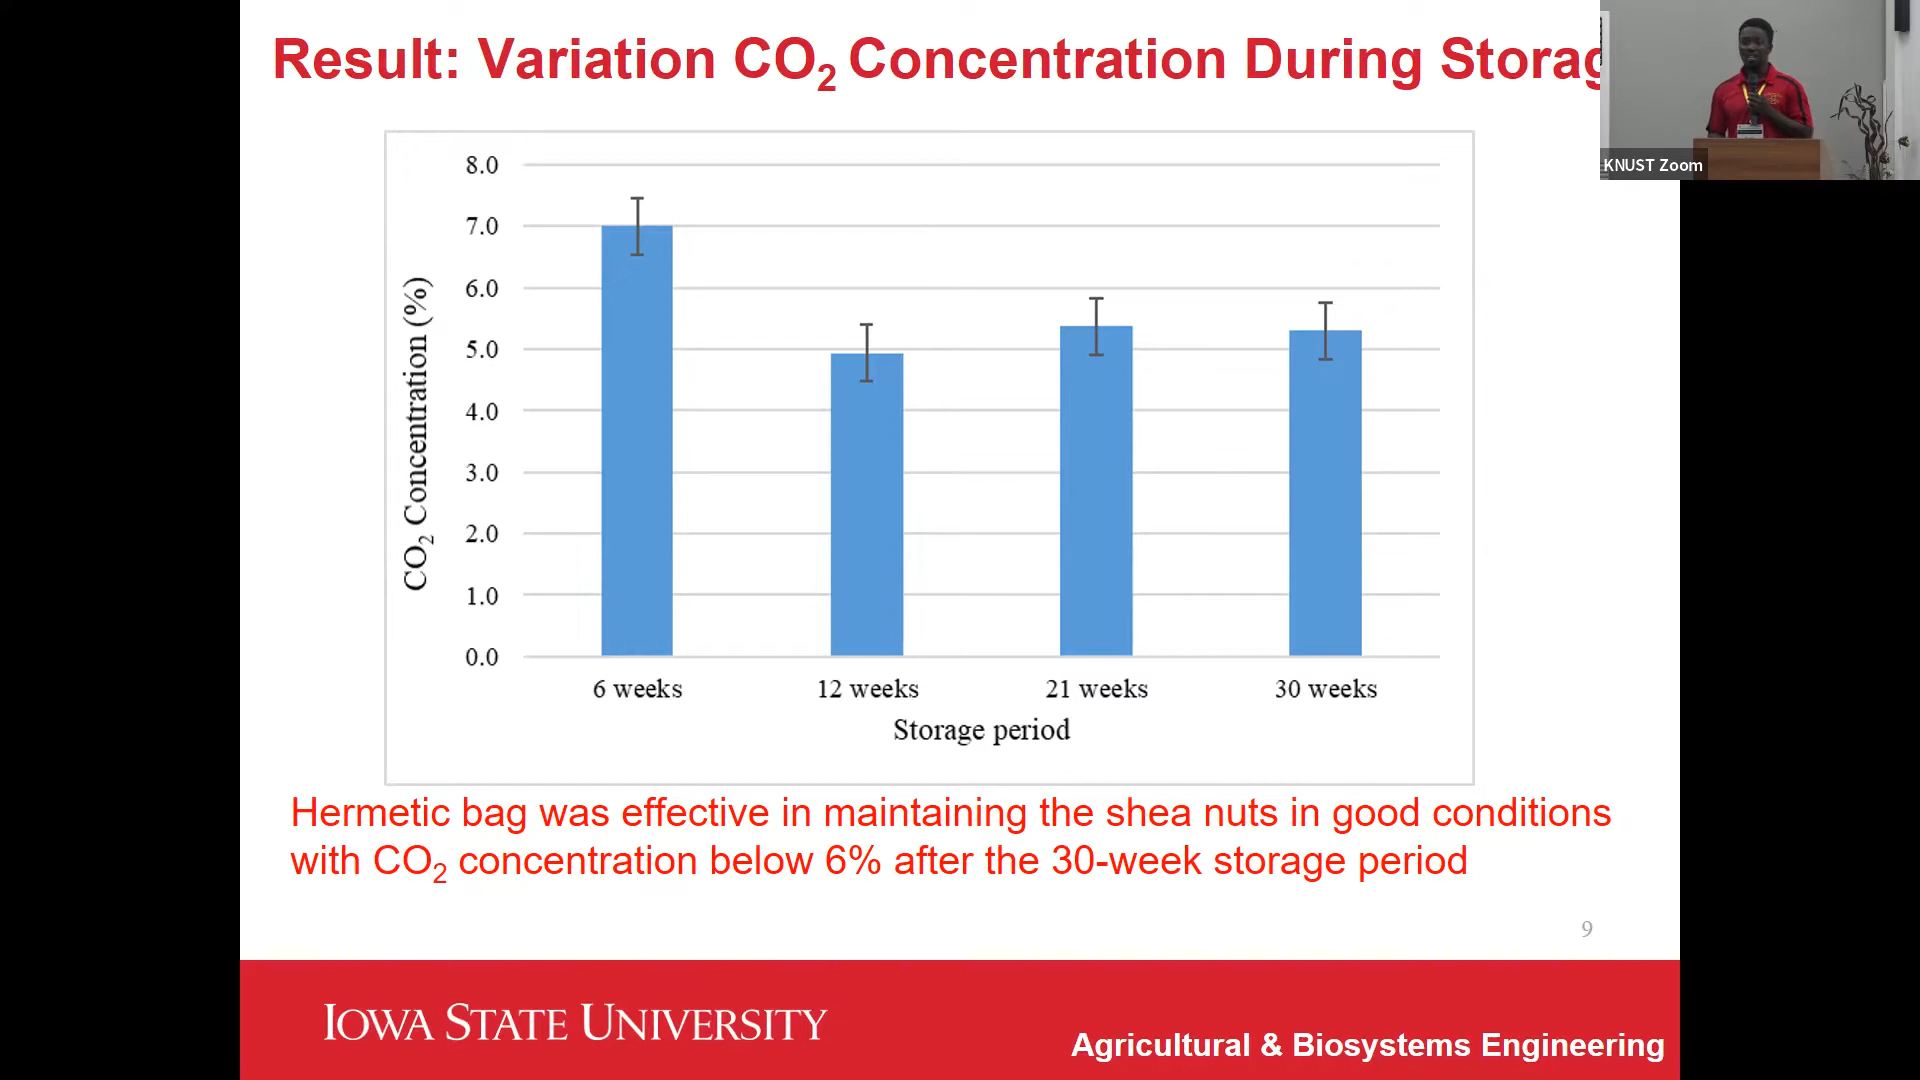 Result: Variation CO2 Concentration During Storag
KNUST Zoom
8.0
7.0
6.0
5.0
4.0
3.0
2.0
1.0
0.0
CO2 Concentration (%)
6 weeks
12 weeks
21 weeks
30 weeks
Storage period
Hermetic bag was effective in maintaining the shea nuts in good conditions
with CO2 concentration below 6% after the 30-week storage period
9
IOWA STATE UNIVERSITY
Agricultural & Biosystems Engineering